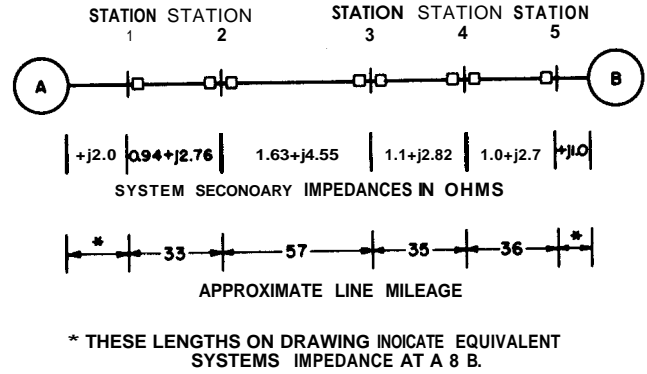 STATION STATION STATION STATION STATION
1 2 3 4 5
A B
+j2.0 0.94+j2.76 1.63+j4.55 1.1+j2.82 1.0+j2.7 +j1.0
SYSTEM SECONOARY IMPEDANCES IN OHMS
* 33 57 35 36 *
APPROXIMATE LINE MILEAGE
* THESE LENGTHS ON DRAWING INOICATE EQUIVALENT
SYSTEMS IMPEDANCE AT A 8 B.